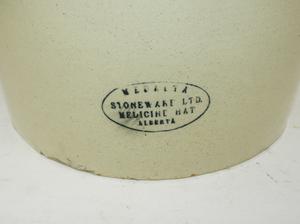 MEDALTA
STONEWARE LTD.
MEDICINE HAT
ALBERTA